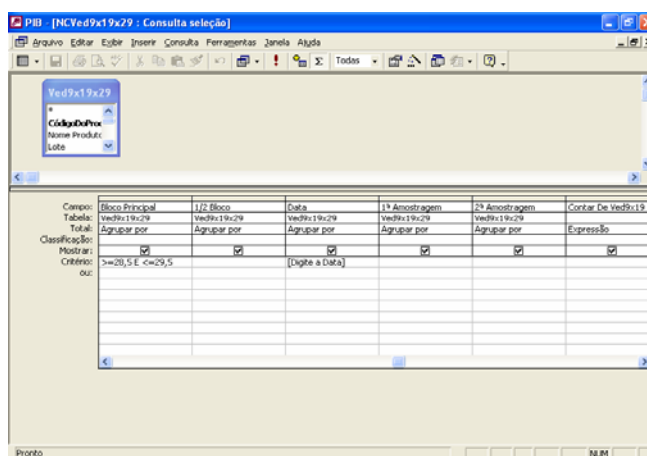 PIB - [NCVed9x19x29 : Consulta seleção]
Arquivo Editar Exibir Inserir Consulta Ferramentas Janela Ajuda
Todas
Ved9x19x29
*
CódigoDoProc
Nome Produto
Lote
Campo: Bloco Principal 1/2 Bloco Data 1ª Amostragem 2ª Amostragem Contar De Ved9x19
Tabela: Ved9x19x29 Ved9x19x29 Ved9x19x29 Ved9x19x29 Ved9x19x29
Total: Agrupar por Agrupar por Agrupar por Agrupar por Agrupar por Expressão
Classificação:
Mostrar:
Critério: >=28,5 E <=29,5 [Digite a Data]
ou:
Pronto NUM